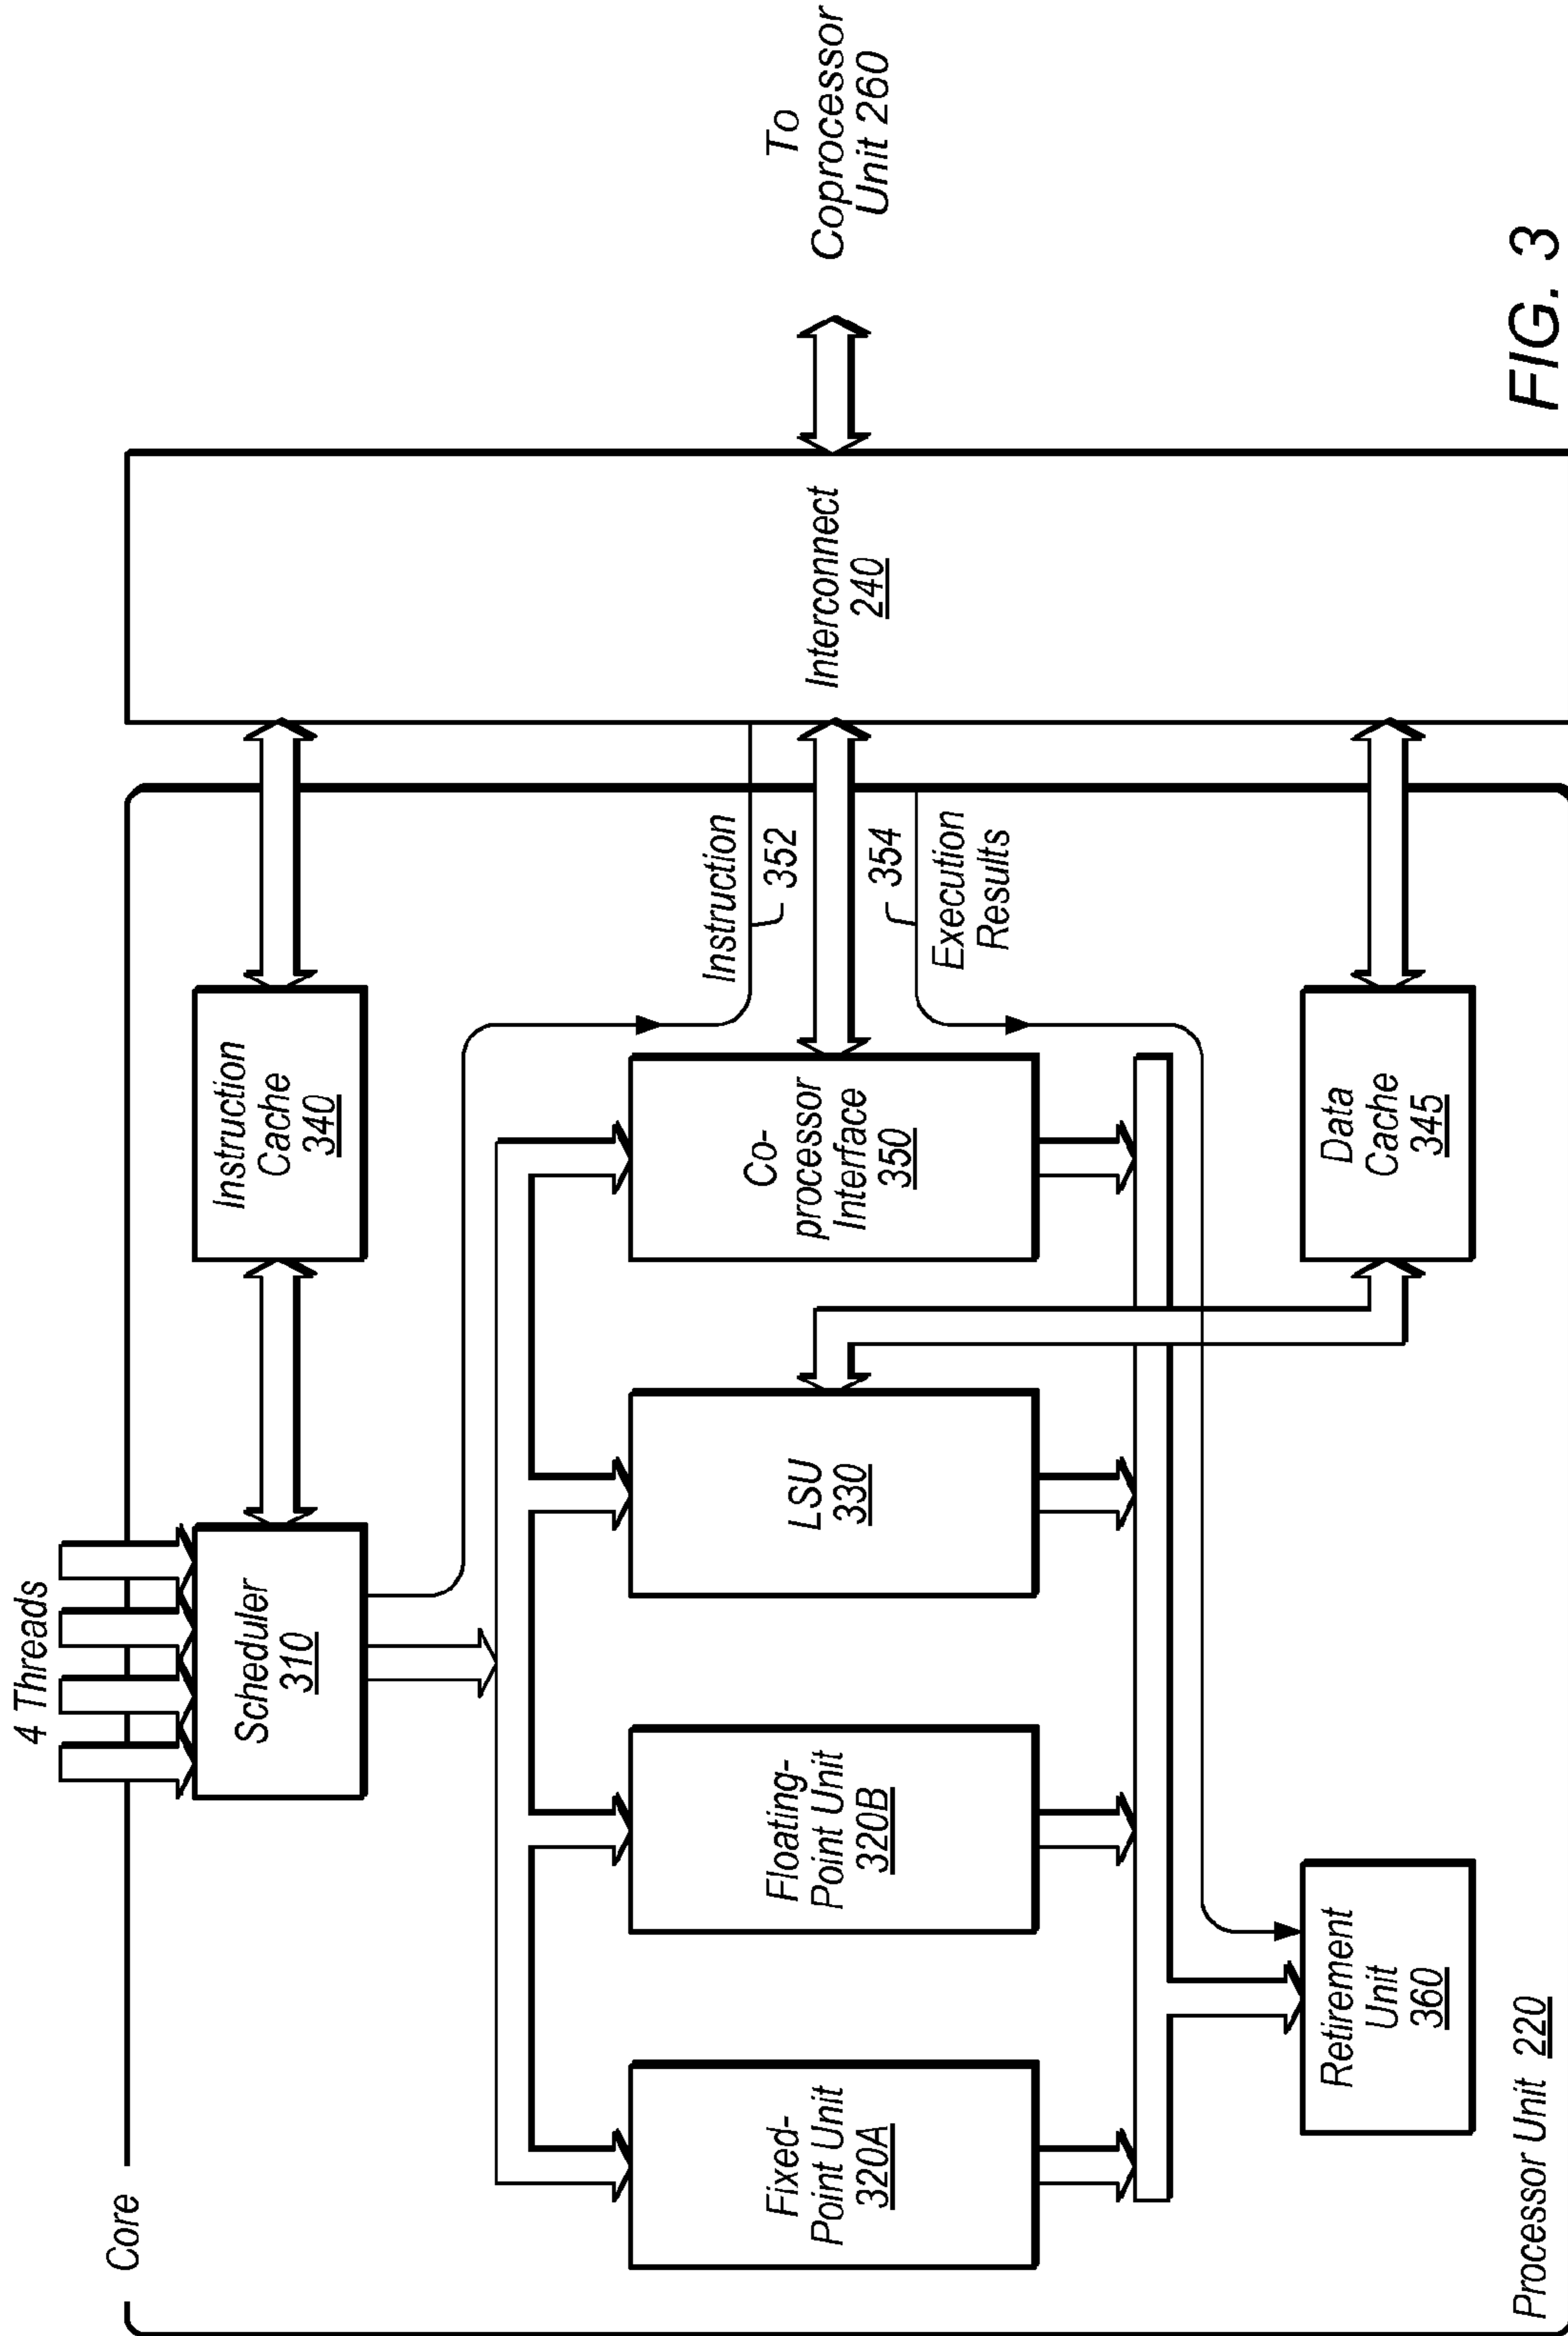 4 Threads
Core
Scheduler
310
Instruction
Cache
340
Fixed-
Point Unit
320A
Floating-
Point Unit
320B
LSU
330
Co-
processor
Interface
350
Instruction
352
354
Execution
Results
Interconnect
240
To
Coprocessor
Unit 260
Retirement
Unit
360
Data
Cache
345
Processor Unit 220
FIG. 3